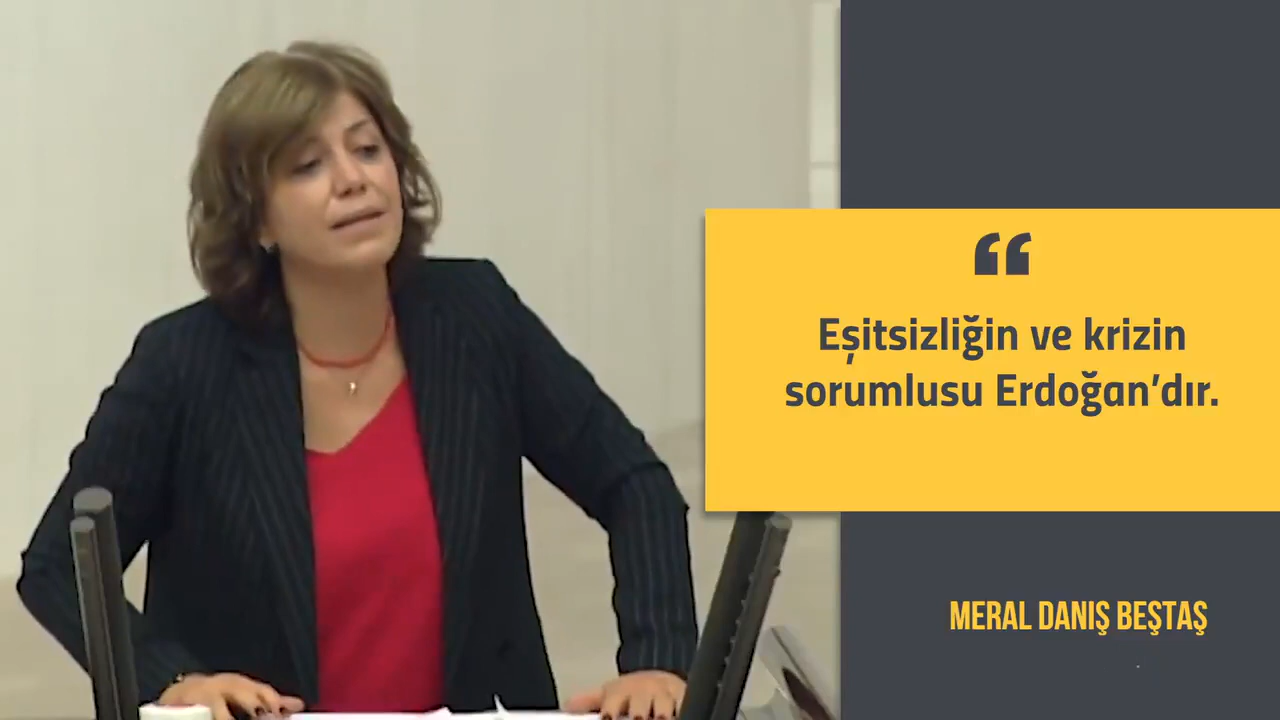 “
Eşitsizliğin ve krizin
sorumlusu Erdoğan’dır.
MERAL DANIŞ BEŞTAŞ